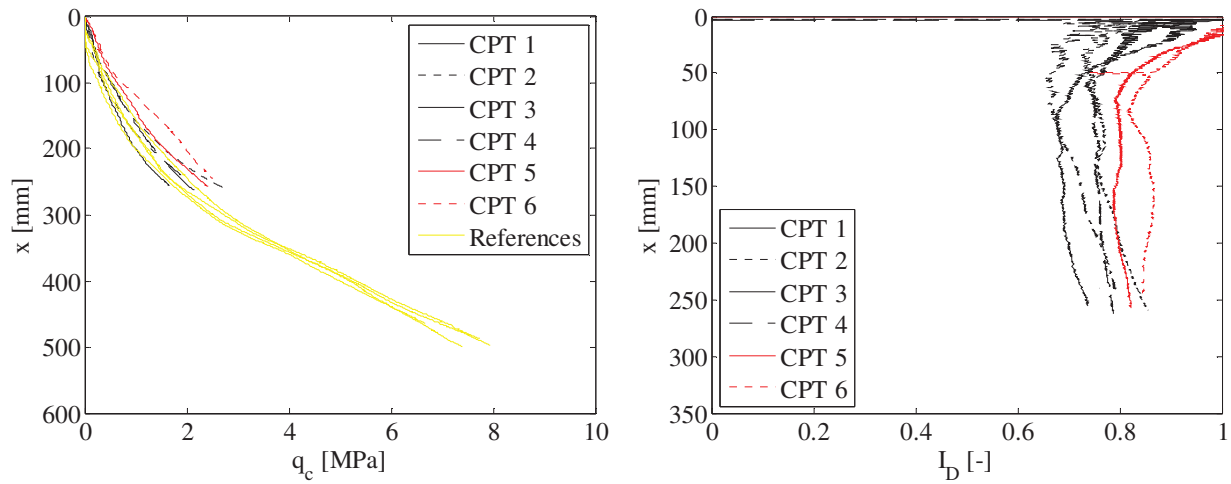 0
100
200
300
400
500
600
x [mm]
0 2 4 6 8 10
q_c [MPa]
CPT 1
CPT 2
CPT 3
CPT 4
CPT 5
CPT 6
References
0
50
100
150
200
250
300
350
x [mm]
0 0.2 0.4 0.6 0.8 1
I_D [-]
CPT 1
CPT 2
CPT 3
CPT 4
CPT 5
CPT 6